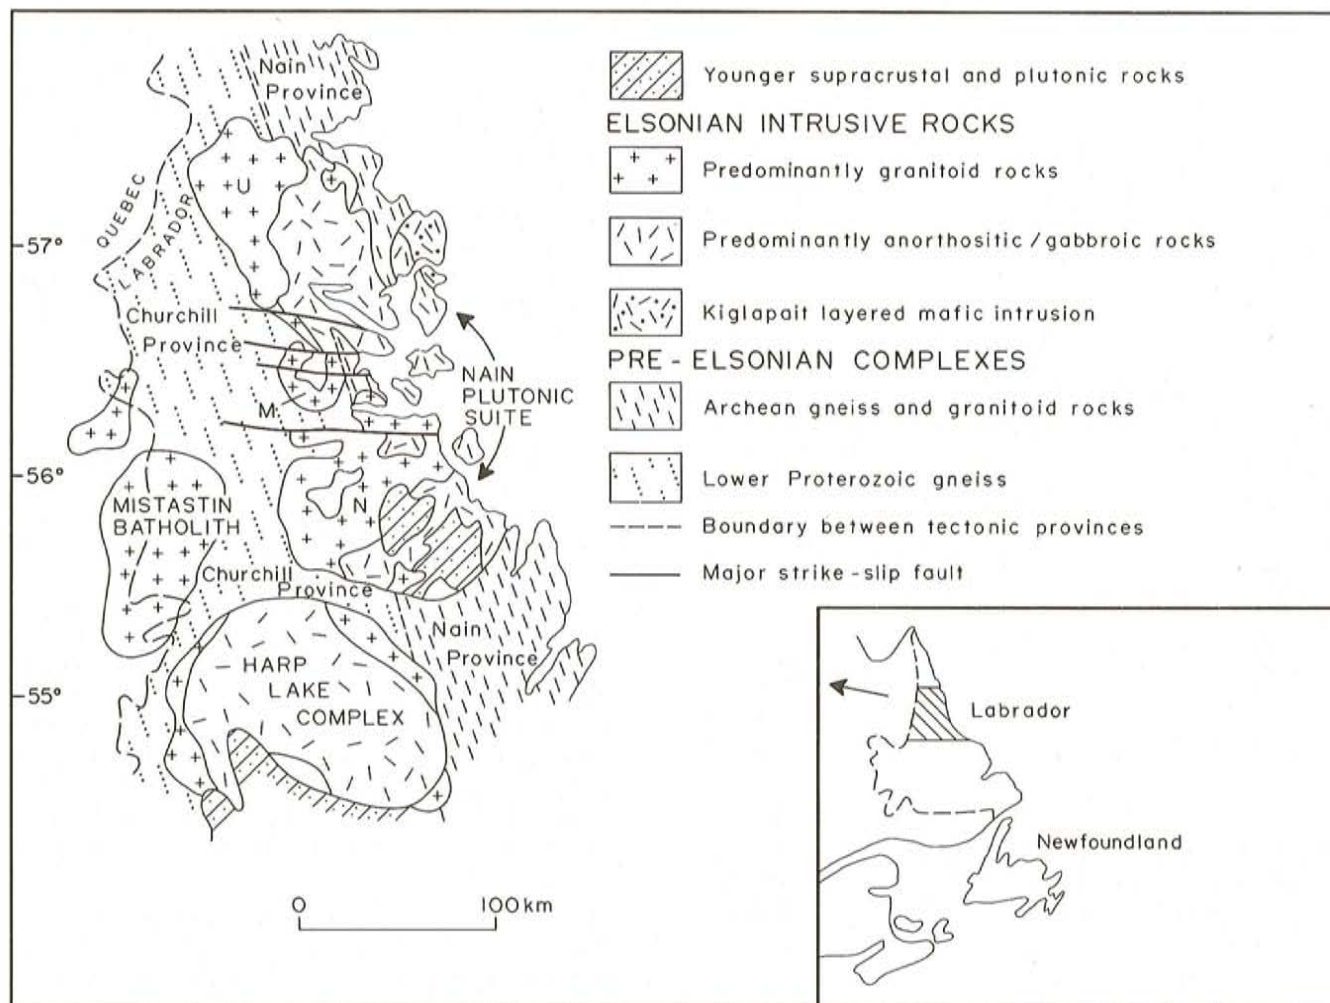 Nain
Province
U
QUEBEC
LABRADOR
57°
Churchill
Province
M
NAIN
PLUTONIC
SUITE
56°
N
MISTASTIN
BATHOLITH
Churchill
Province
Nain
Province
HARP
LAKE
COMPLEX
55°
0 100 km
Younger supracrustal and plutonic rocks
ELSONIAN INTRUSIVE ROCKS
Predominantly granitoid rocks
Predominantly anorthositic / gabbroic rocks
Kiglapait layered mafic intrusion
PRE - ELSONIAN COMPLEXES
Archean gneiss and granitoid rocks
Lower Proterozoic gneiss
Boundary between tectonic provinces
Major strike - slip fault
Labrador
Newfoundland